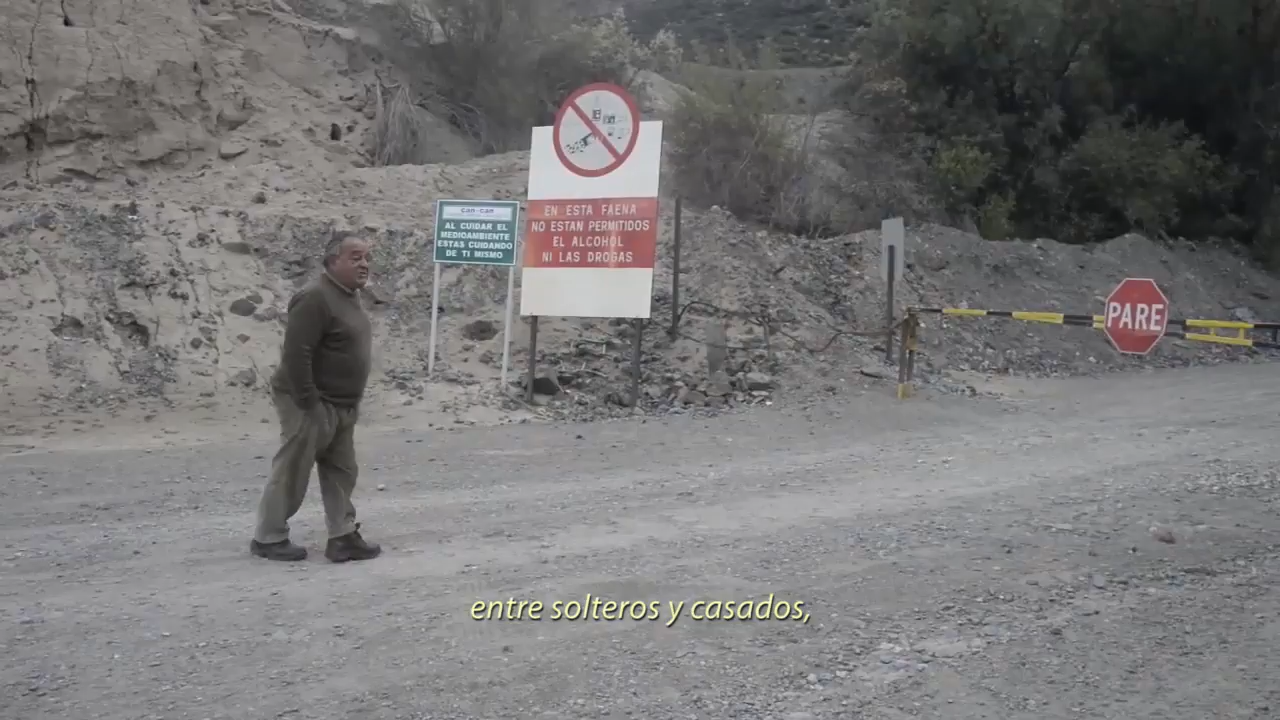 can-can
AL CUIDAR EL
MEDIOAMBIENTE
ESTAS CUIDANDO
DE TI MISMO
EN ESTA FAENA
NO ESTAN PERMITIDOS
EL ALCOHOL
NI LAS DROGAS
PARE
entre solteros y casados,